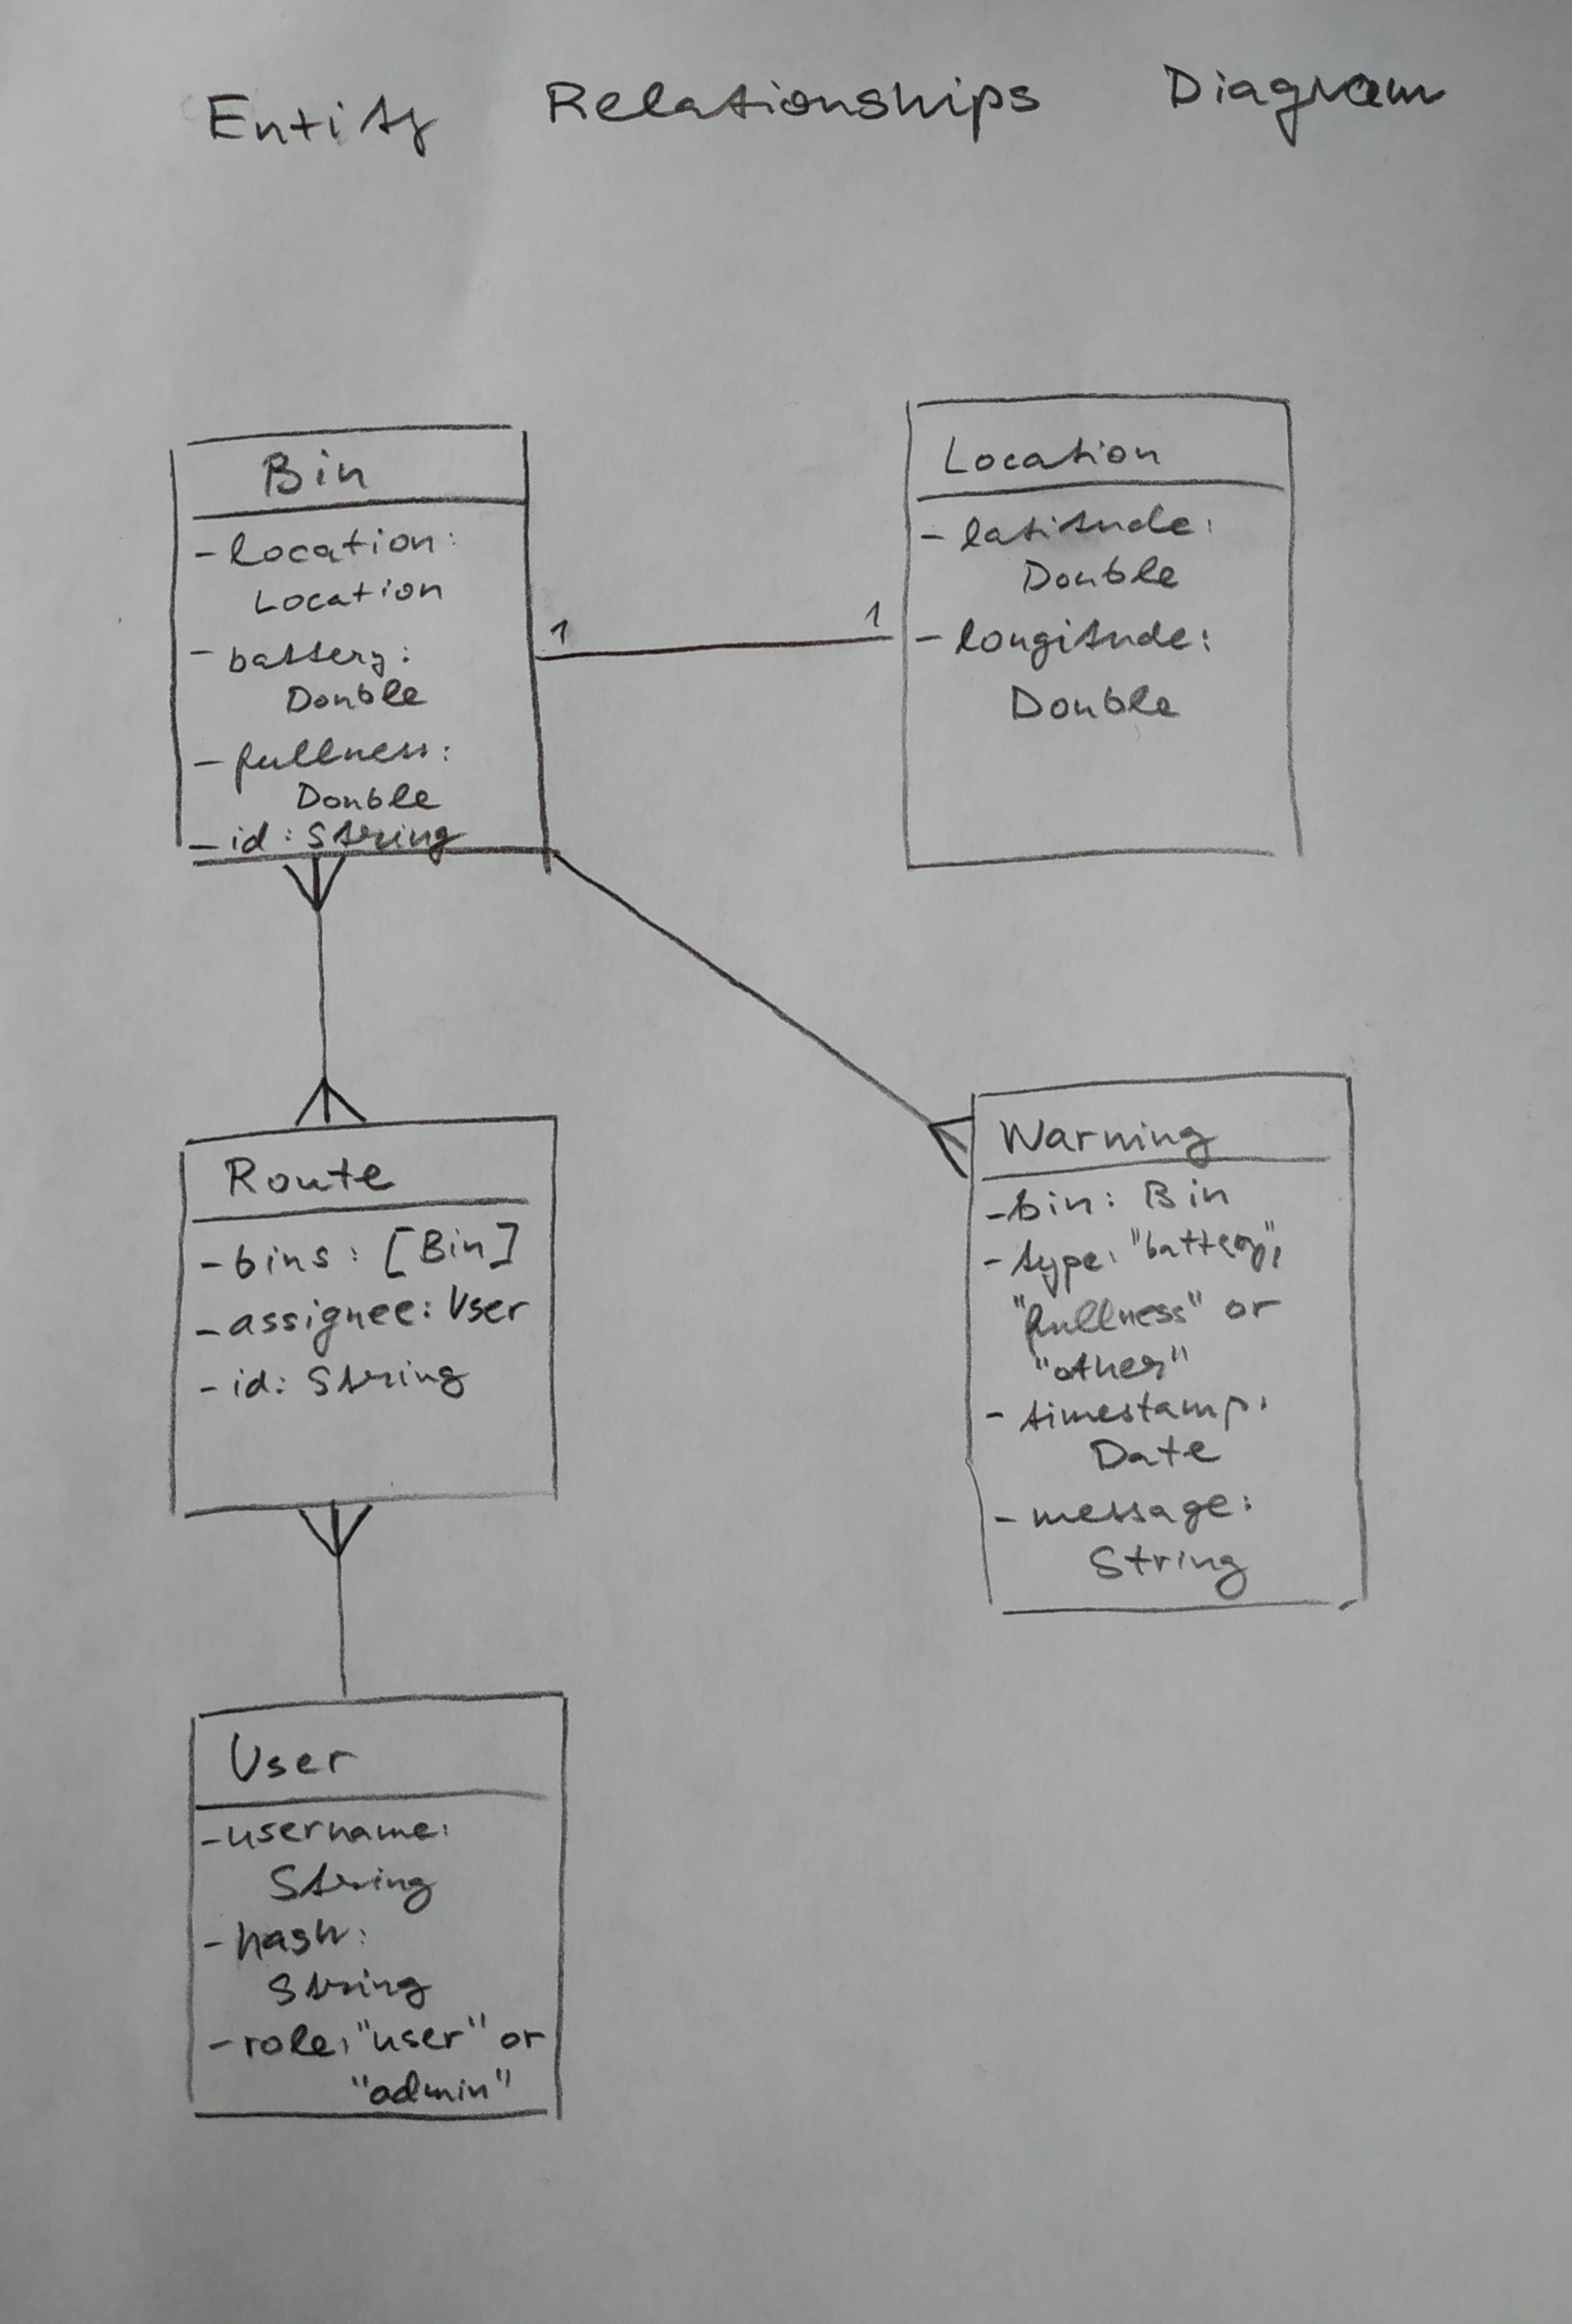 Entity Relationships Diagram
Bin
- location:
Location
- battery:
Double
- fullness:
Double
- id: String
1 1
Location
- latitude:
Double
- longitude:
Double
Route
- bins: [Bin]
- assignee: User
- id: String
Warning
- bin: Bin
- type: "battery",
"fullness" or
"other"
- timestamp:
Date
- message:
String
User
- username:
String
- hash:
String
- role: "user" or
"admin"